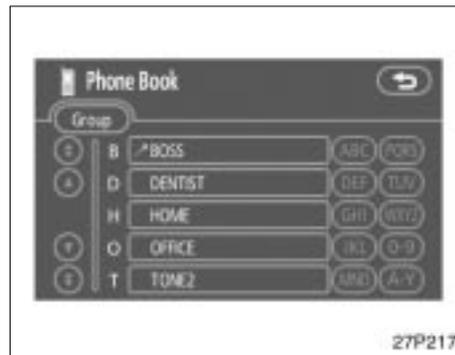 Phone Book
Group
B BOSS ABC PQRS
D DENTIST DEF TUV
H HOME GHI WXYZ
O OFFICE JKL 0-9
T TONE2 MNO
27P217